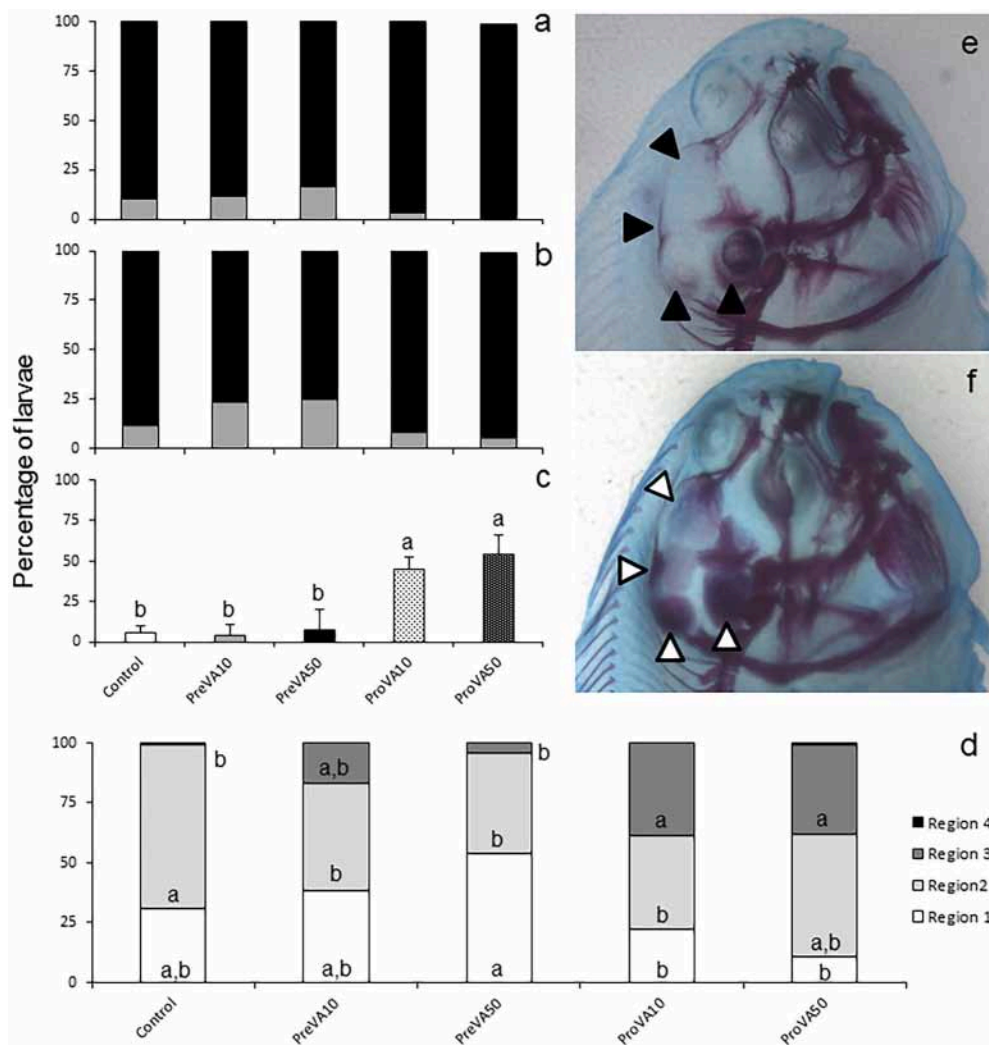 a
100
75
50
25
0
b
100
75
50
25
0
Percentage of larvae
c
100
75
50
25
0
b
b
b
a
a
Control
PreVA10
PreVA50
ProVA10
ProVA50
e
f
d
100
75
50
25
0
b
a
a,b
a,b
b
a,b
b
b
a
a
b
b
a
a,b
b
Control
PreVA10
PreVA50
ProVA10
ProVA50
Region 4
Region 3
Region2
Region 1